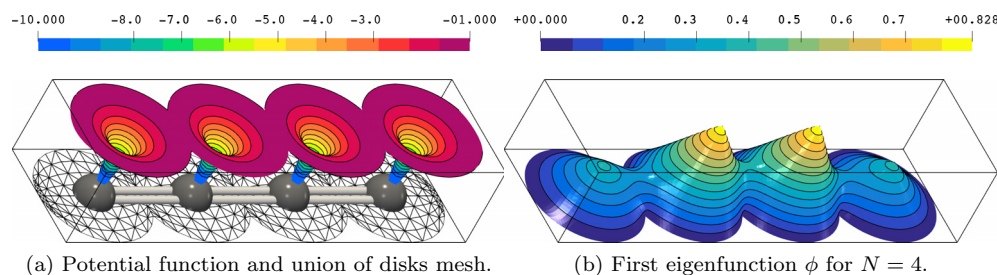 -10.000 -8.0 -7.0 -6.0 -5.0 -4.0 -3.0 -2.0 -01.000
+00.000 0.2 0.3 0.4 0.5 0.6 0.7 +00.828
(a) Potential function and union of disks mesh.
(b) First eigenfunction ϕ for N = 4.